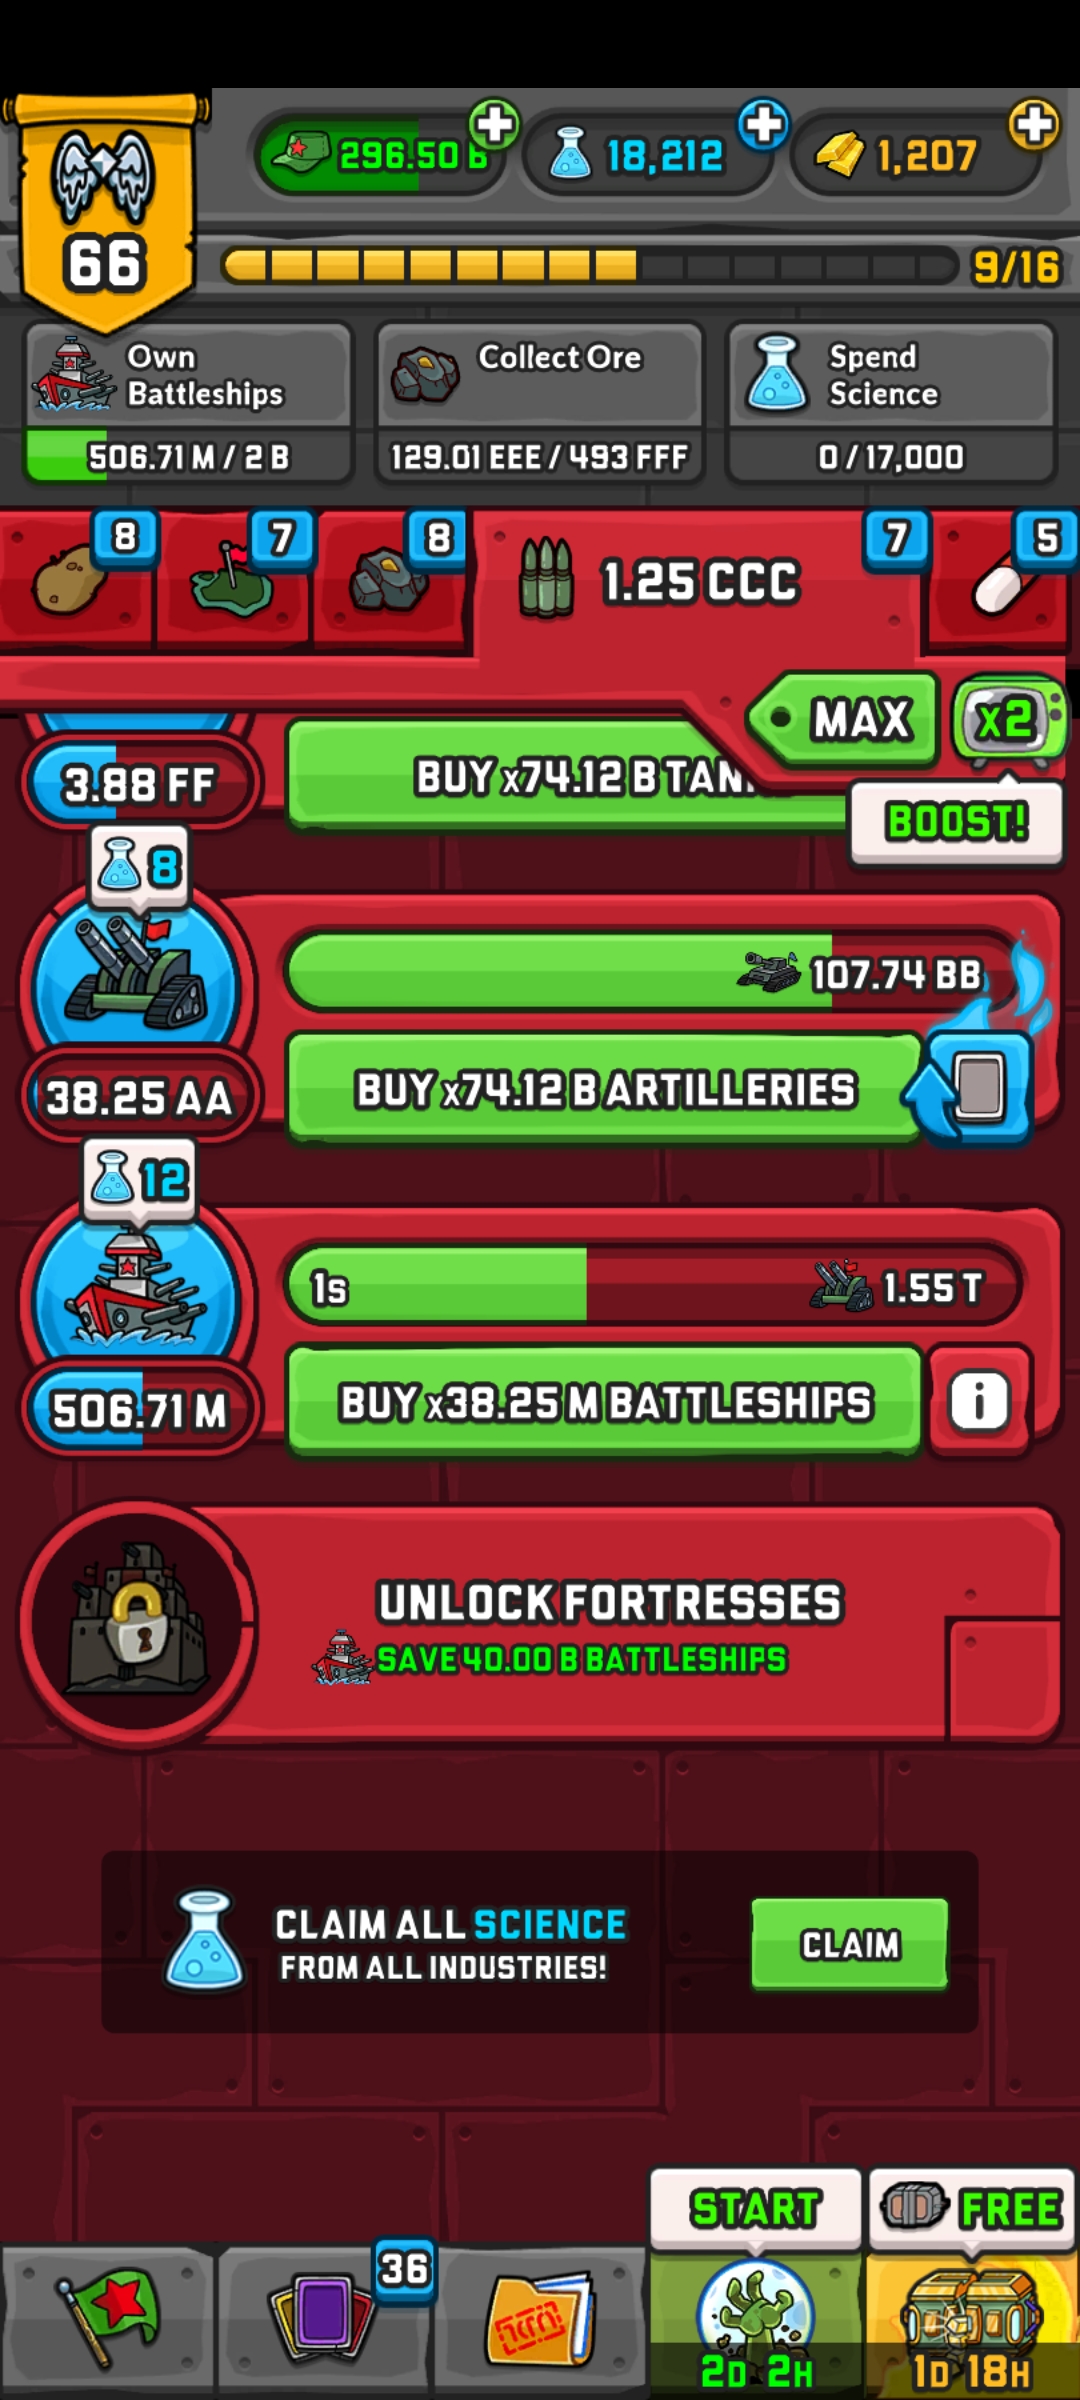 296.50 B
18,212
1,207
66
9/16
Own
Battleships
506.71 M / 2 B
Collect Ore
129.01 EEE / 493 FFF
Spend
Science
0 / 17,000
8
7
8
1.25 CCC
7
5
MAX
x2
BOOST!
3.88 FF
BUY x74.12 B TAN
8
107.74 BB
38.25 AA
BUY x74.12 B ARTILLERIES
12
1s
1.55 T
506.71 M
BUY x38.25 M BATTLESHIPS
i
UNLOCK FORTRESSES
SAVE 40.00 B BATTLESHIPS
CLAIM ALL SCIENCE
FROM ALL INDUSTRIES!
CLAIM
START
FREE
36
2D 2H
1D 18H